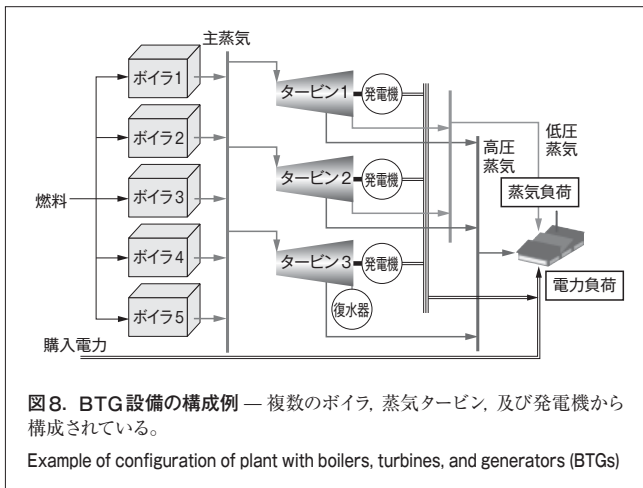 主蒸気
ボイラ1
ボイラ2
ボイラ3
ボイラ4
ボイラ5
燃料
購入電力
タービン1
発電機
タービン2
発電機
タービン3
発電機
復水器
低圧
蒸気
高圧
蒸気
蒸気負荷
電力負荷
図8.BTG設備の構成例 — 複数のボイラ,蒸気タービン,及び発電機から
構成されている。
Example of configuration of plant with boilers, turbines, and generators (BTGs)